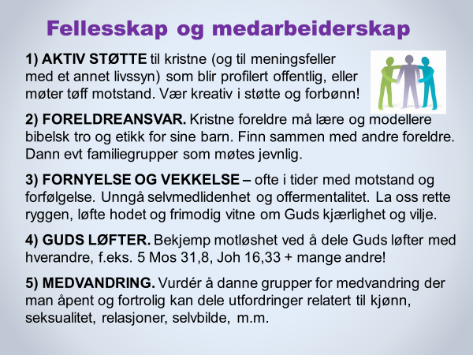 Fellesskap og medarbeiderskap
1) AKTIV STØTTE til kristne (og til meningsfeller
med et annet livssyn) som blir profilert offentlig, eller
møter tøff motstand. Vær kreativ i støtte og forbønn!
2) FORELDREANSVAR. Kristne foreldre må lære og modellere
bibelsk tro og etikk for sine barn. Finn sammen med andre foreldre.
Dann evt familiegrupper som møtes jevnlig.
3) FORNYELSE OG VEKKELSE – ofte i tider med motstand og
forfølgelse. Unngå selvmedlidenhet og offermentalitet. La oss rette
ryggen, løfte hodet og frimodig vitne om Guds kjærlighet og vilje.
4) GUDS LØFTER. Bekjemp motløshet ved å dele Guds løfter med
hverandre, f.eks. 5 Mos 31,8, Joh 16,33 + mange andre!
5) MEDVANDRING. Vurdér å danne grupper for medvandring der
man åpent og fortrolig kan dele utfordringer relatert til kjønn,
seksualitet, relasjoner, selvbilde, m.m.